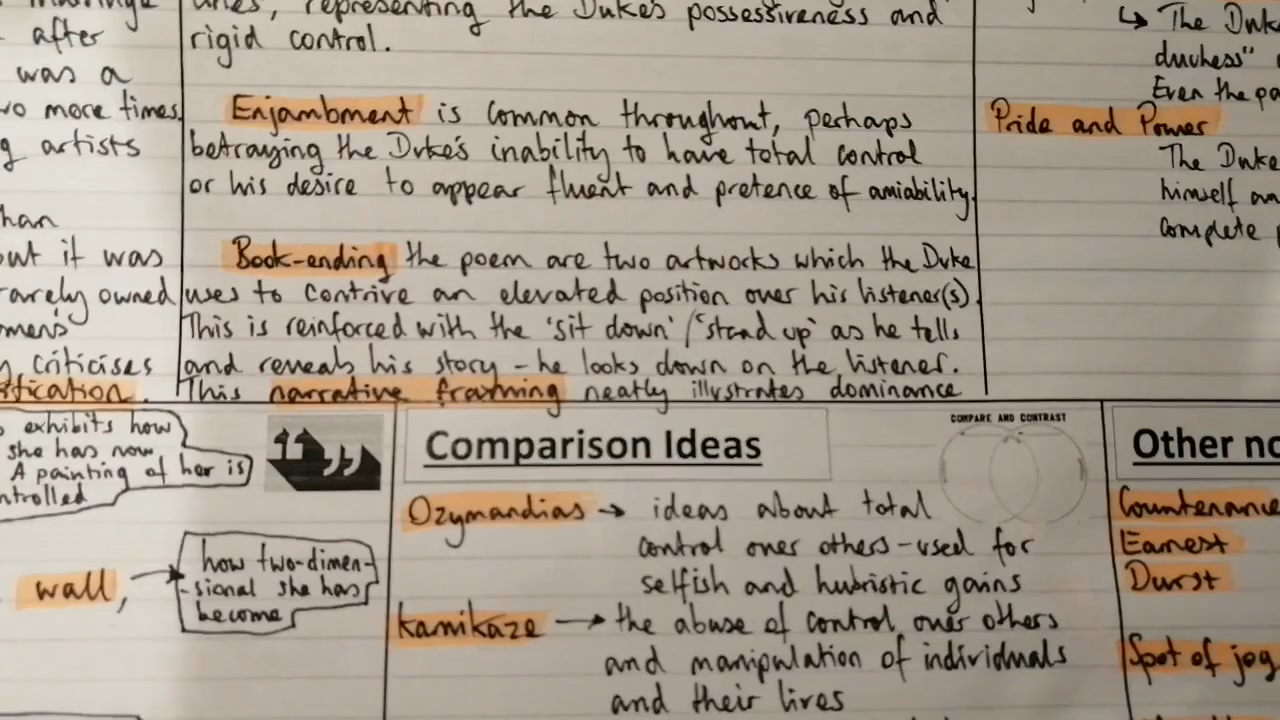 after
was a
more times
artists
but it was
rarely owned
criticises
lines, representing the Duke's possessiveness and
rigid control.
Enjambment is common throughout, perhaps
betraying the Duke's inability to have total control
or his desire to appear fluent and pretence of amiability.
Book-ending the poem are two artworks which the Duke
uses to contrive an elevated position over his listener(s).
This is reinforced with the 'sit down' / 'stand up' as he tells
and reveals his story - he looks down on the listener.
This narrative framing neatly illustrates dominance
The Duke
duchess"
Even the
Pride and Power
The Duke
himself
complete
exhibits how
she has now
A painting of her is
wall,
how two-dimen-
-sional she has
become
Comparison Ideas
COMPARE AND CONTRAST
Ozymandias → ideas about total
control over others - used for
selfish and hubristic gains
Kamikaze → the abuse of control over others
and manipulation of individuals
and their lives
Other
Countenance
Earnest
Durst
Spot of joy